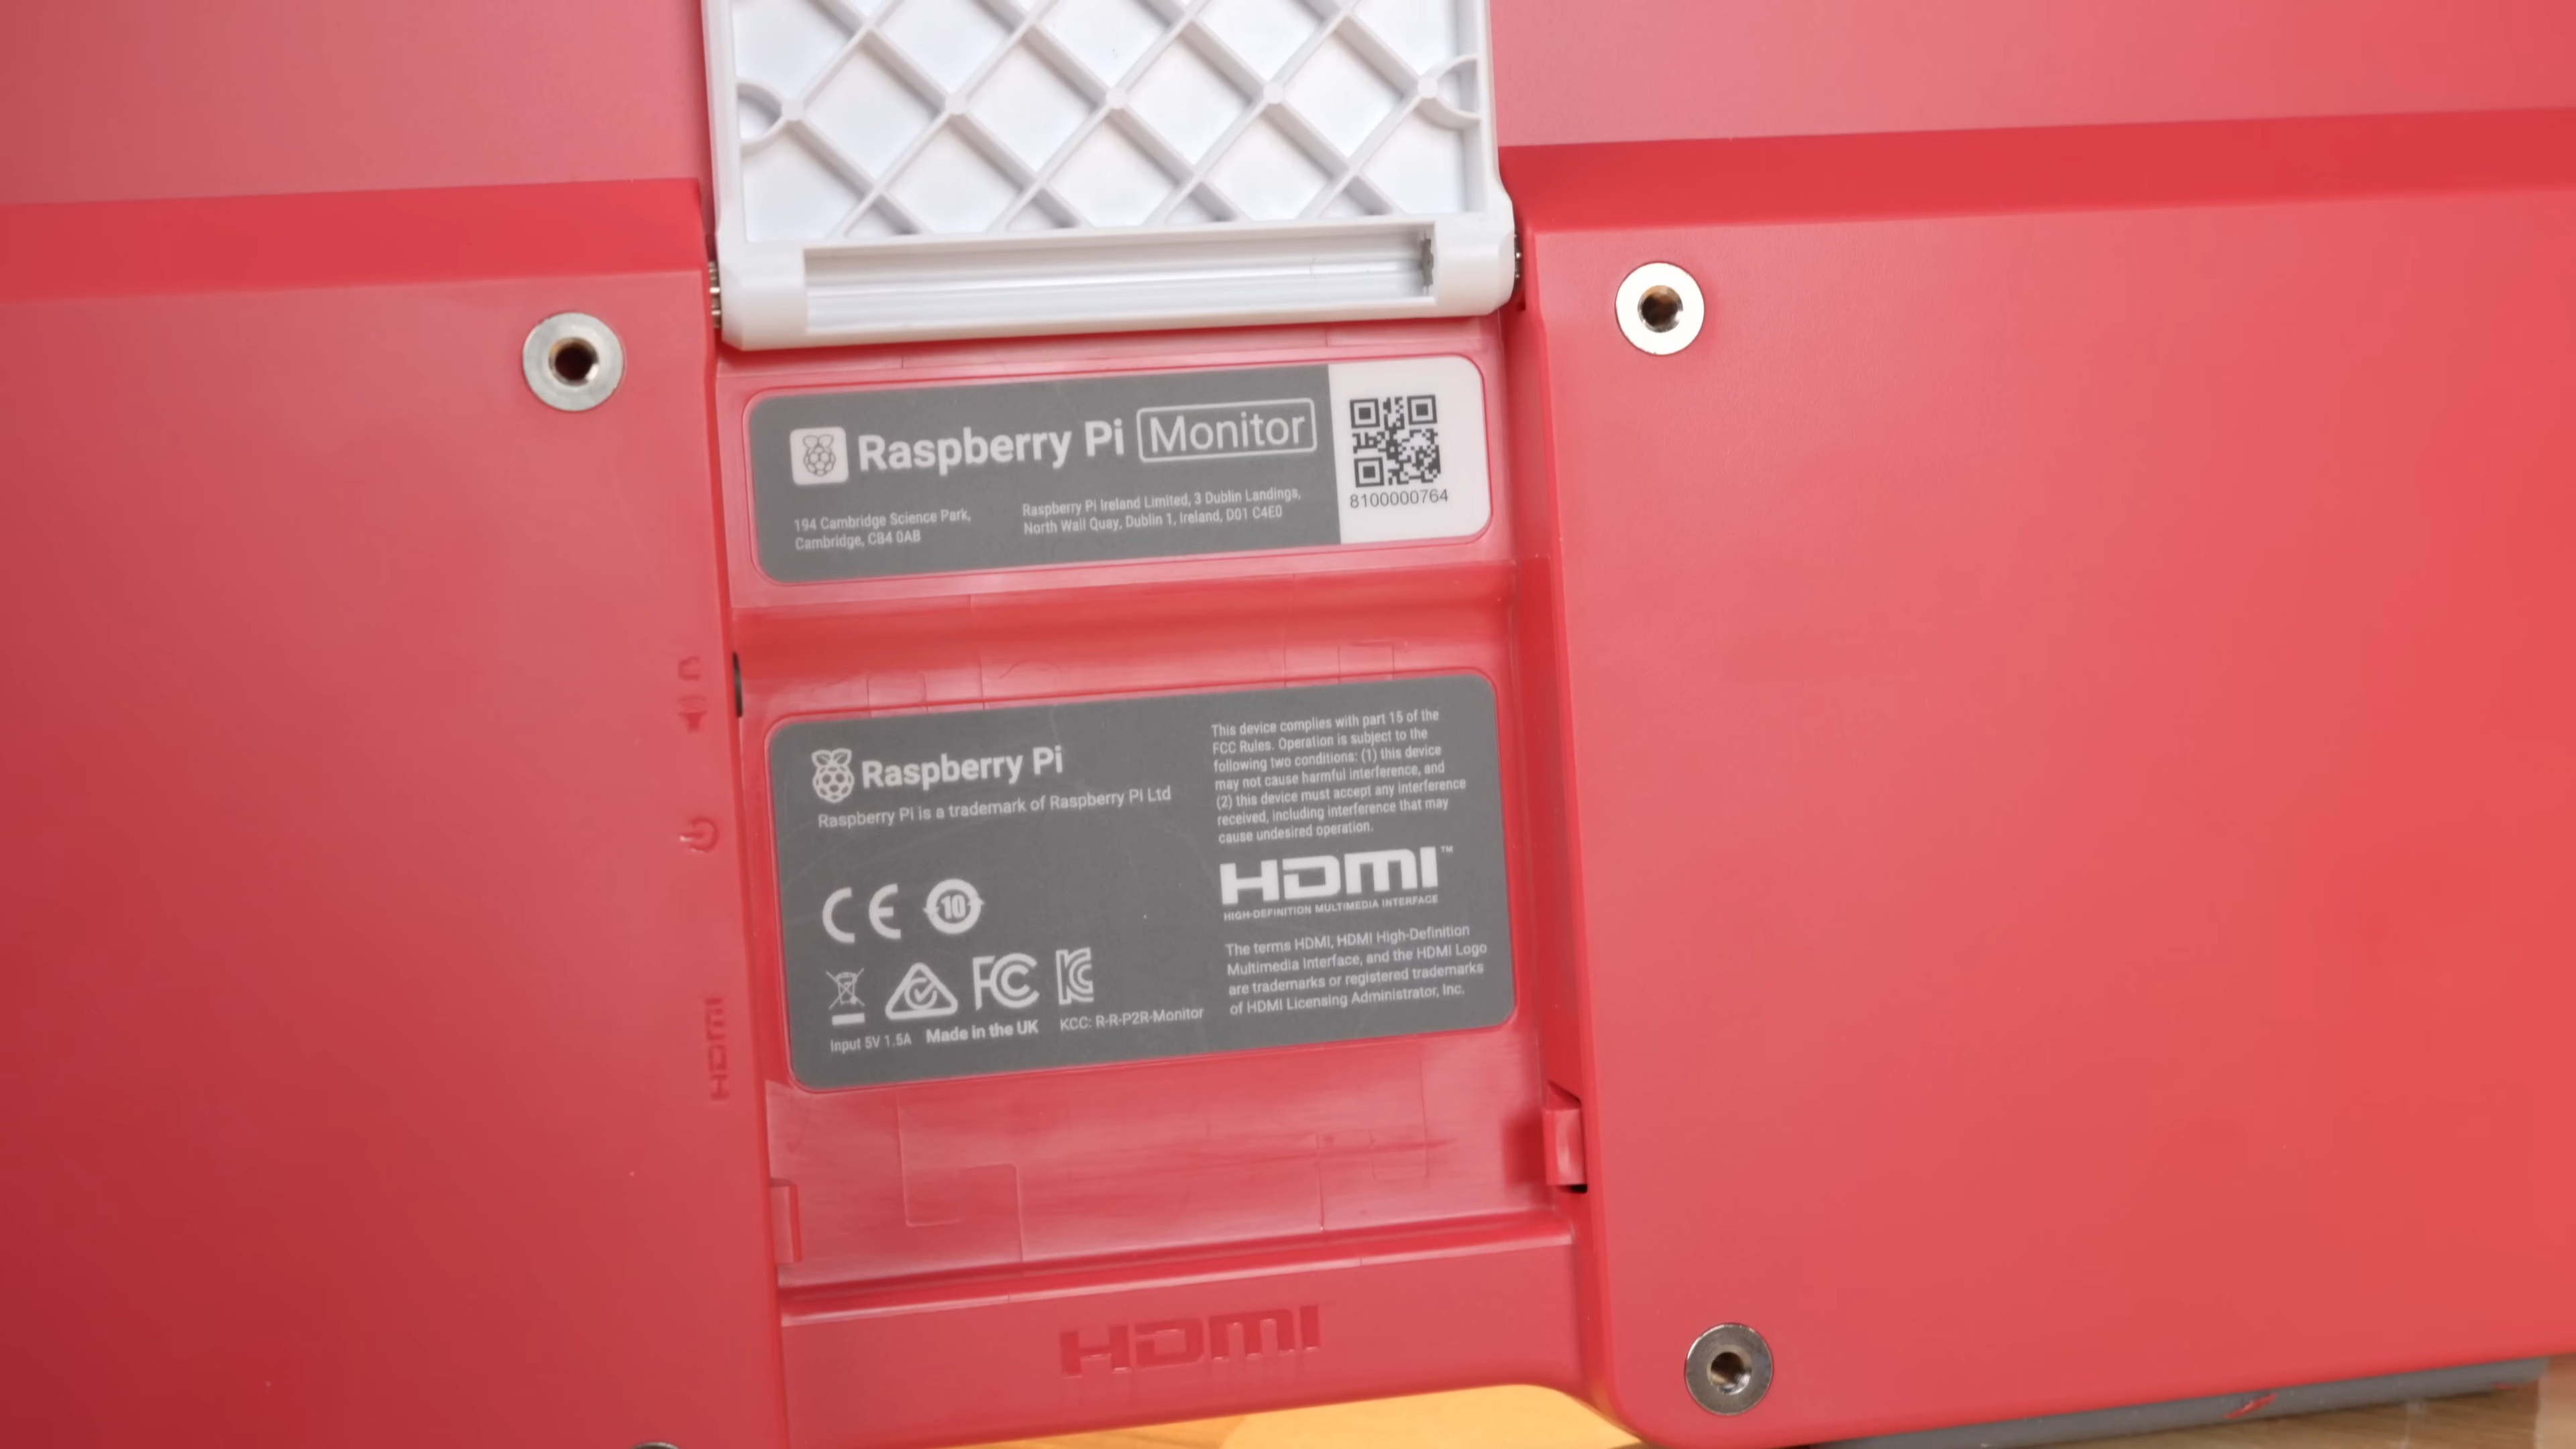 Raspberry Pi Monitor
194 Cambridge Science Park,
Cambridge, CB4 0AB
Raspberry Pi Ireland Limited, 3 Dublin Landings,
North Wall Quay, Dublin 1, Ireland, D01 C4E0
8100000764
Raspberry Pi
Raspberry Pi is a trademark of Raspberry Pi Ltd
CE 10
FC KC
Input 5V 1.5A Made in the UK KCC: R-R-P2R-Monitor
This device complies with part 15 of the
FCC Rules. Operation is subject to the
following two conditions: (1) this device
may not cause harmful interference, and
(2) this device must accept any interference
received, including interference that may
cause undesired operation.
HDMI™
HIGH-DEFINITION MULTIMEDIA INTERFACE
The terms HDMI, HDMI High-Definition
Multimedia Interface, and the HDMI Logo
are trademarks or registered trademarks
of HDMI Licensing Administrator, Inc.
HDMI
HDMI